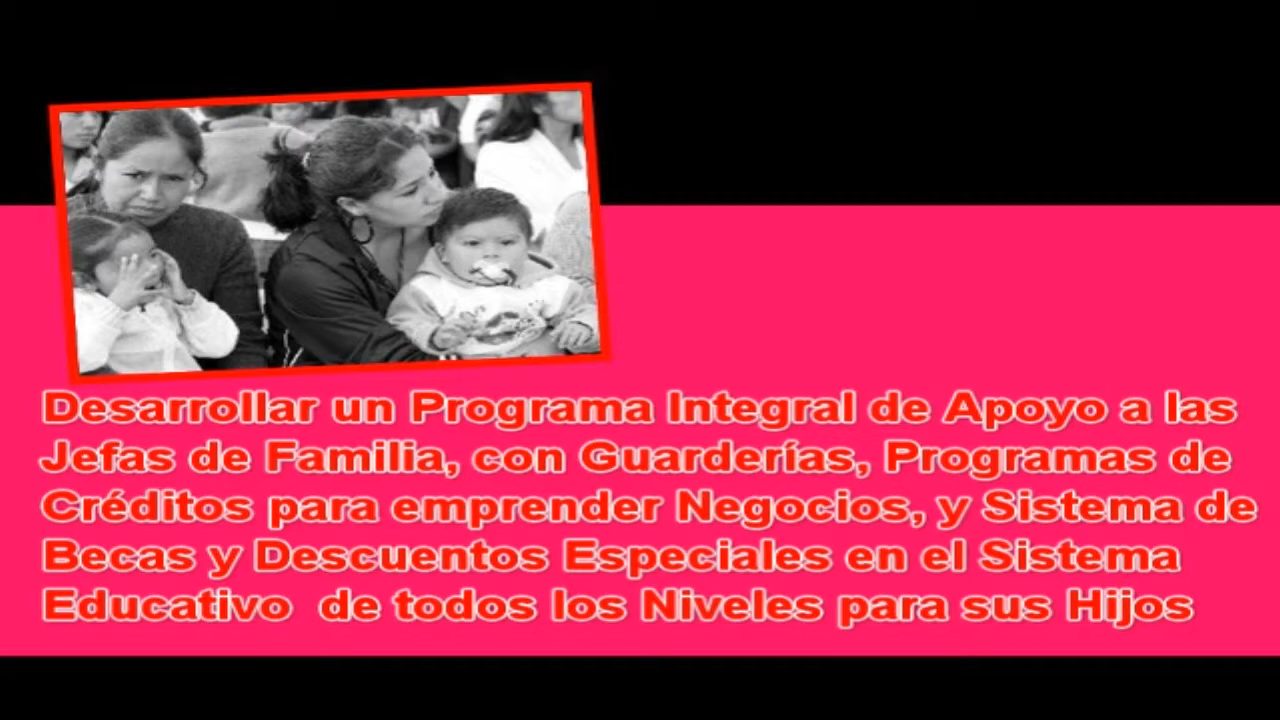 Desarrollar un Programa Integral de Apoyo a las
Jefas de Familia, con Guarderías, Programas de
Créditos para emprender Negocios, y Sistema de
Becas y Descuentos Especiales en el Sistema
Educativo  de todos los Niveles para sus Hijos